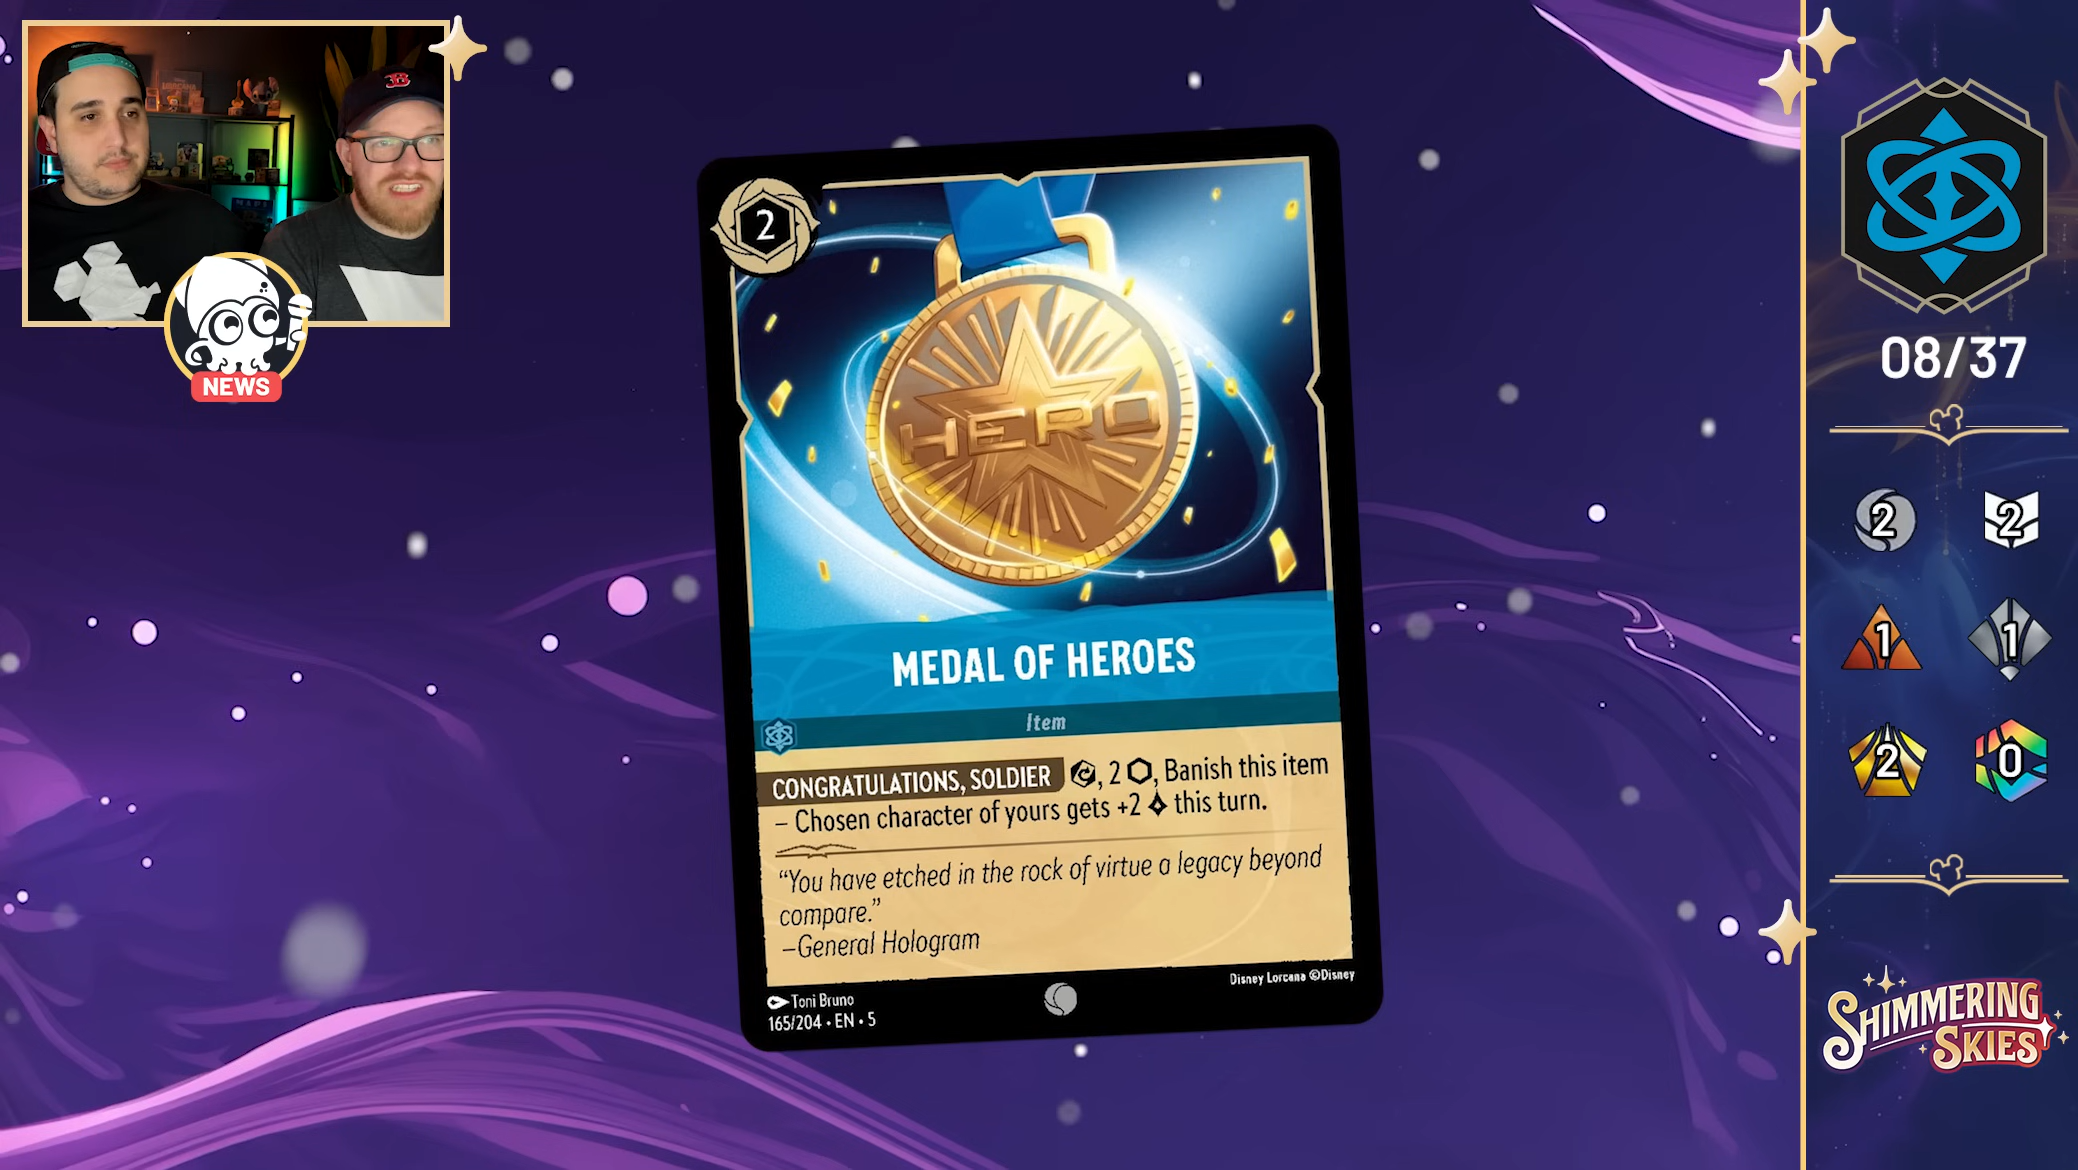 B
NEWS
2
HERO
MEDAL OF HEROES
Item
CONGRATULATIONS, SOLDIER , 2 , Banish this item
– Chosen character of yours gets +2 this turn.
“You have etched in the rock of virtue a legacy beyond
compare.”
–General Hologram
Toni Bruno
165/204 • EN • 5
Disney Lorcana ©Disney
08/37
2 2
1 1
2 0
SHIMMERING
SKIES